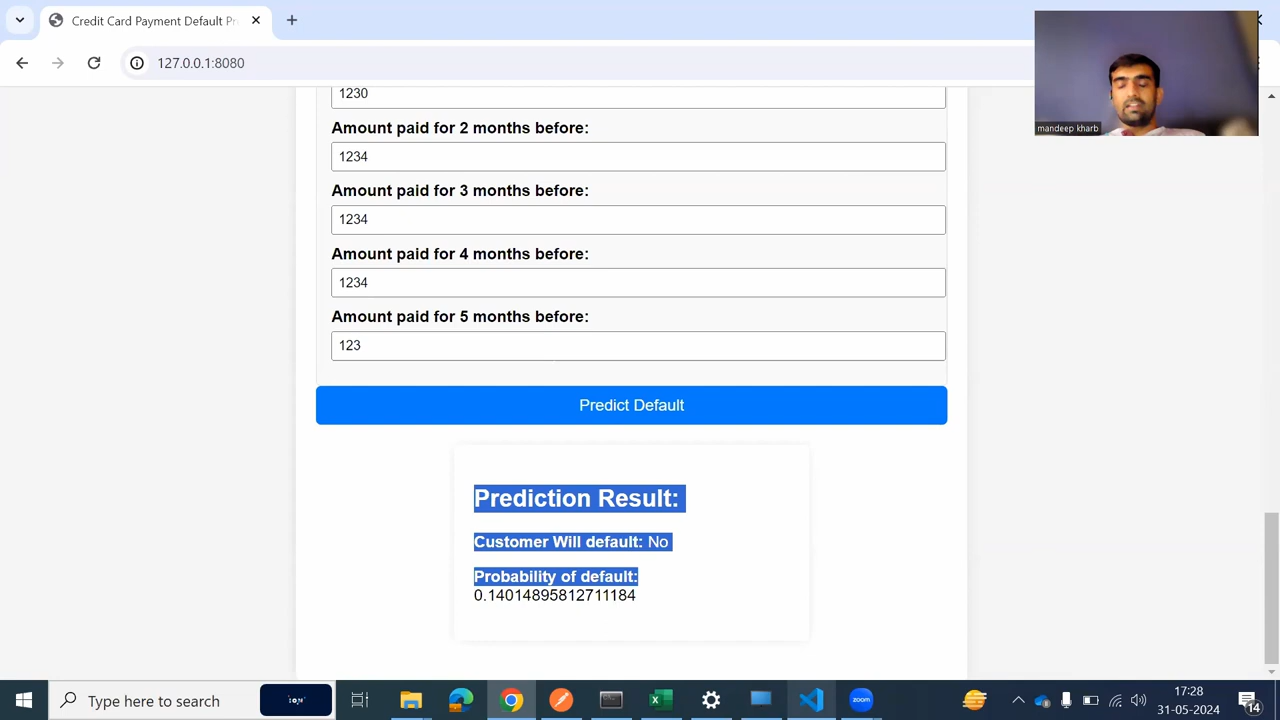 Credit Card Payment Default Pr
127.0.0.1:8080
mandeep kharb
1230
Amount paid for 2 months before:
1234
Amount paid for 3 months before:
1234
Amount paid for 4 months before:
1234
Amount paid for 5 months before:
123
Predict Default
Prediction Result:
Customer Will default: No
Probability of default:
0.14014895812711184
Type here to search
zoom
17:28
31-05-2024
14